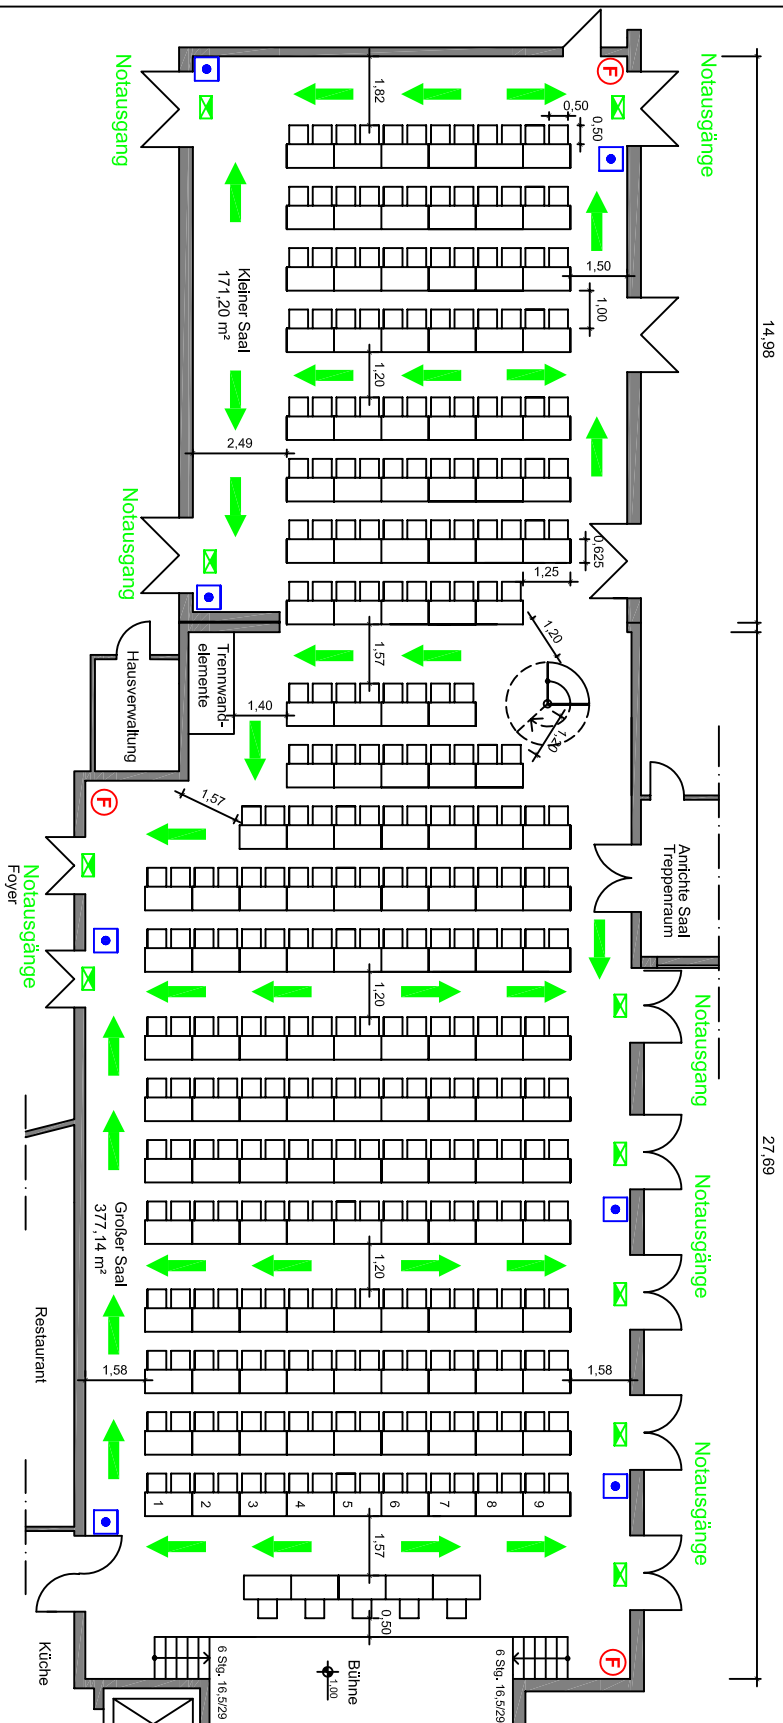 Notausgang
Notausgänge
F
1,82
0,50
0,50
14,98
Kleiner Saal
171,20 m²
1,50
1,00
1,20
2,49
Notausgang
0,625
1,25
1,20
1,57
Trennwand-
elemente
Hausverwaltung
1,40
K
1,20
1,57
F
Anrichte Saal
Treppenraum
Notausgänge
Foyer
1,20
Notausgang
27,69
Notausgänge
Großer Saal
377,14 m²
1,20
Restaurant
1,58
1,58
Notausgänge
1
2
3
4
5
6
7
8
9
1,57
0,50
Küche
6 Stg. 16,5/29
Bühne
1.00
6 Stg. 16,5/29
F